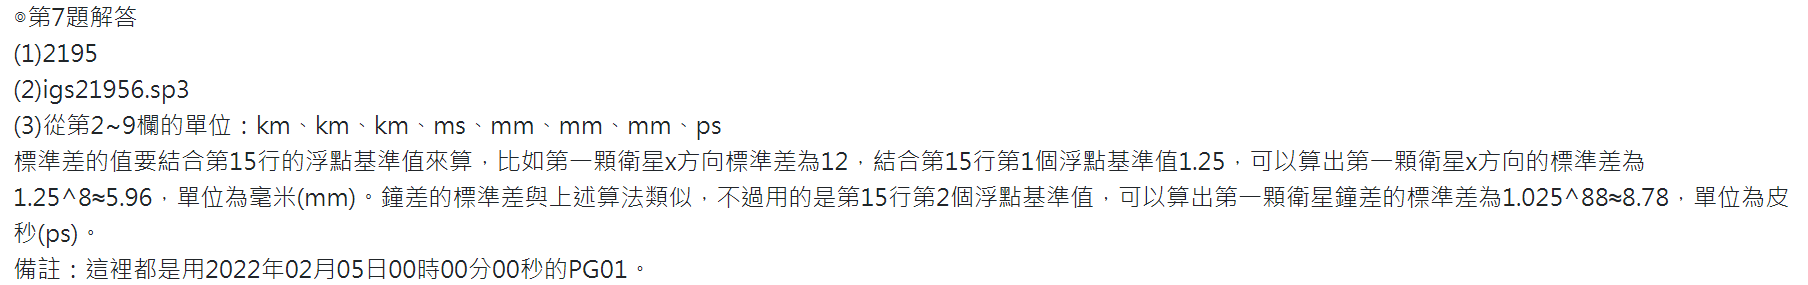 ◎第7題解答
(1)2195
(2)igs21956.sp3
(3)從第2~9欄的單位：km、km、km、ms、mm、mm、mm、ps
標準差的值要結合第15行的浮點基準值來算，比如第一顆衛星x方向標準差為12，結合第15行第1個浮點基準值1.25，可以算出第一顆衛星x方向的標準差為
1.25^8≈5.96，單位為毫米(mm)。鐘差的標準差與上述算法類似，不過用的是第15行第2個浮點基準值，可以算出第一顆衛星鐘差的標準差為1.025^88≈8.78，單位為皮
秒(ps)。
備註：這裡都是用2022年02月05日00時00分00秒的PG01。